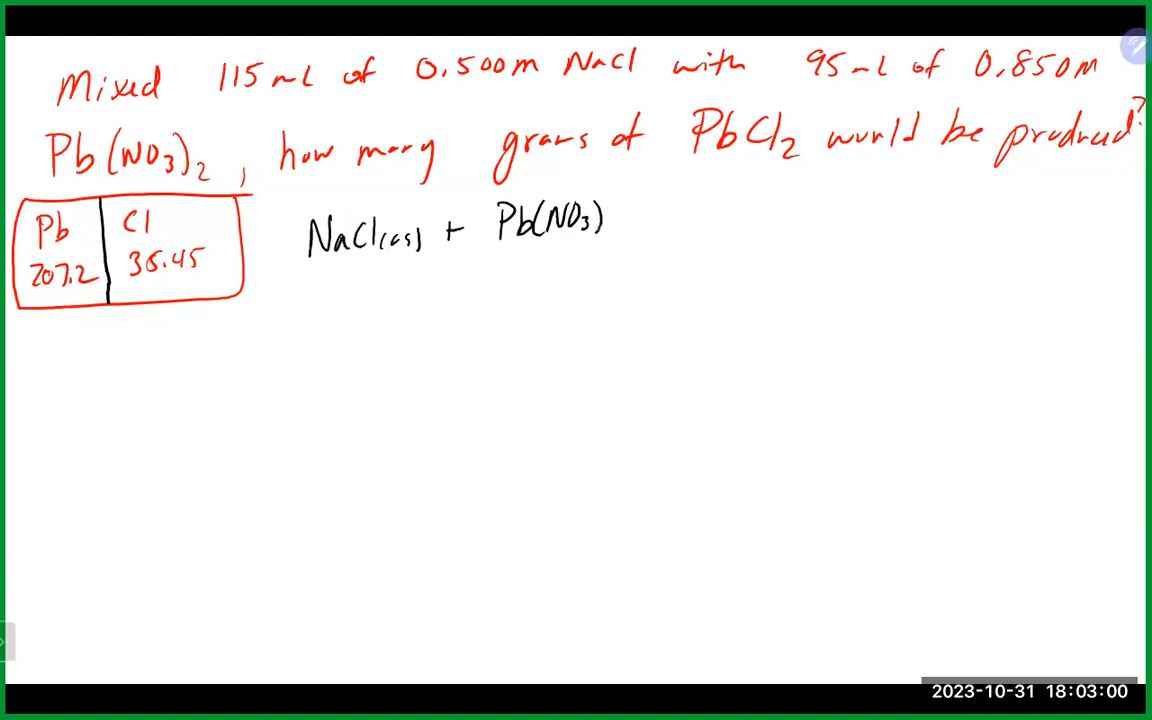 Mixed 115 mL of 0.500M NaCl with 95 mL of 0.850M
Pb(NO3)2, how many grams of PbCl2 would be produced?
Pb Cl NaCl(aq) + Pb(NO3)
207.2 35.45
2023-10-31 18:03:00